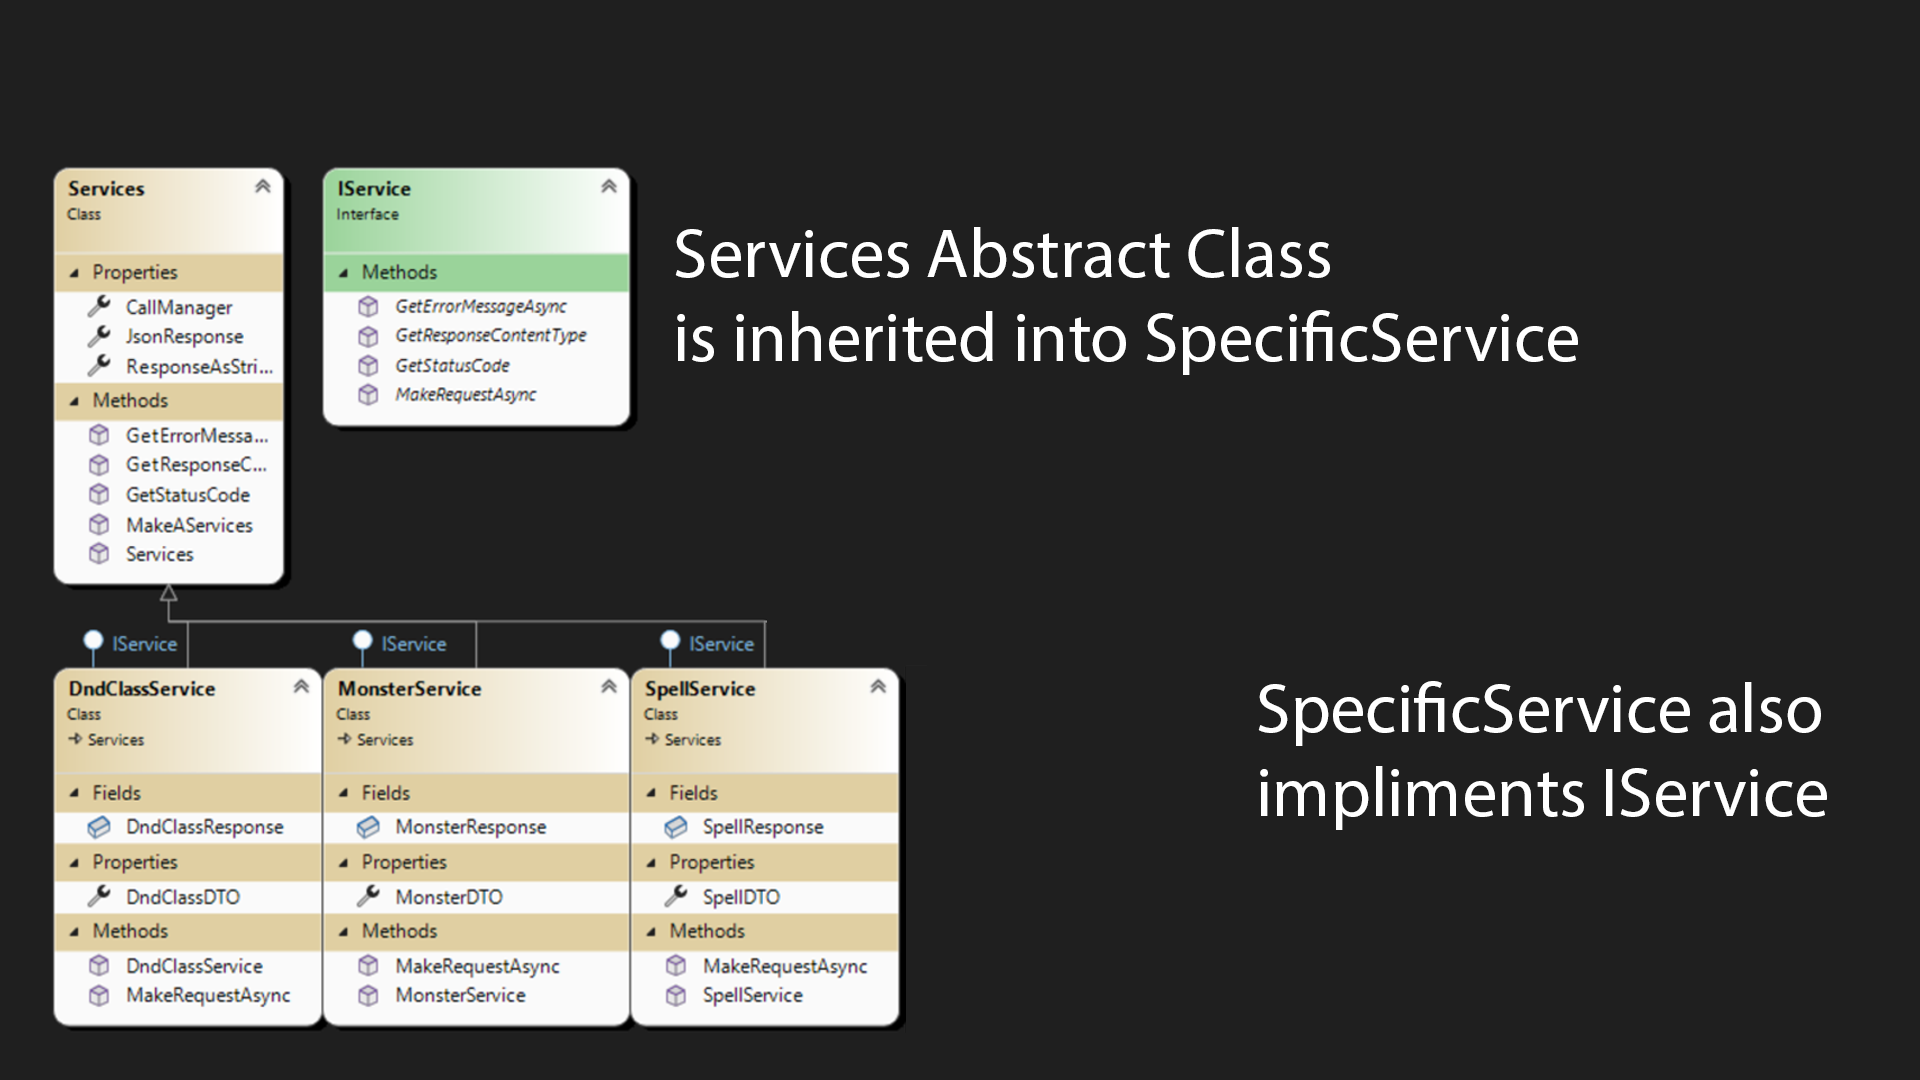 Services
Class
Properties
CallManager
JsonResponse
ResponseAsStri...
Methods
GetErrorMessa...
GetResponseC...
GetStatusCode
MakeAServices
Services
IService
Interface
Methods
GetErrorMessageAsync
GetResponseContentType
GetStatusCode
MakeRequestAsync
Services Abstract Class
is inherited into SpecificService
IService
DndClassService
Class
Services
Fields
DndClassResponse
Properties
DndClassDTO
Methods
DndClassService
MakeRequestAsync
IService
MonsterService
Class
Services
Fields
MonsterResponse
Properties
MonsterDTO
Methods
MakeRequestAsync
MonsterService
IService
SpellService
Class
Services
Fields
SpellResponse
Properties
SpellDTO
Methods
MakeRequestAsync
SpellService
SpecificService also
impliments IService